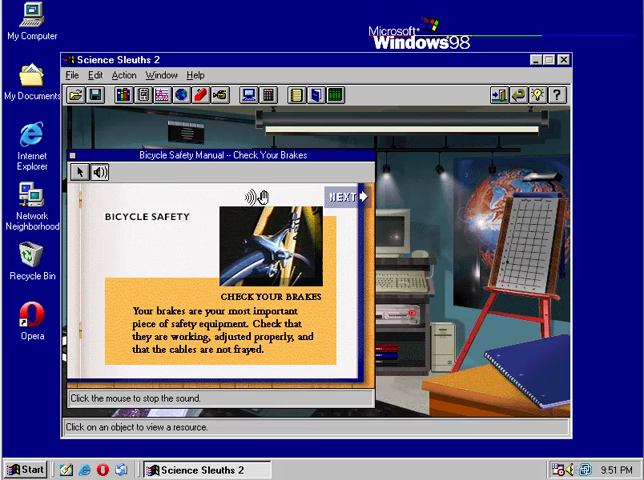 My Computer
Microsoft
Windows98
Science Sleuths 2
File Edit Action Window Help
My Documents
Internet
Explorer
Network
Neighborhood
Recycle Bin
Opera
Bicycle Safety Manual -- Check Your Brakes
NEXT
BICYCLE SAFETY
CHECK YOUR BRAKES
Your brakes are your most important
piece of safety equipment. Check that
they are working, adjusted properly, and
that the cables are not frayed.
Click the mouse to stop the sound.
Click on an object to view a resource.
Start
Science Sleuths 2
9:51 PM